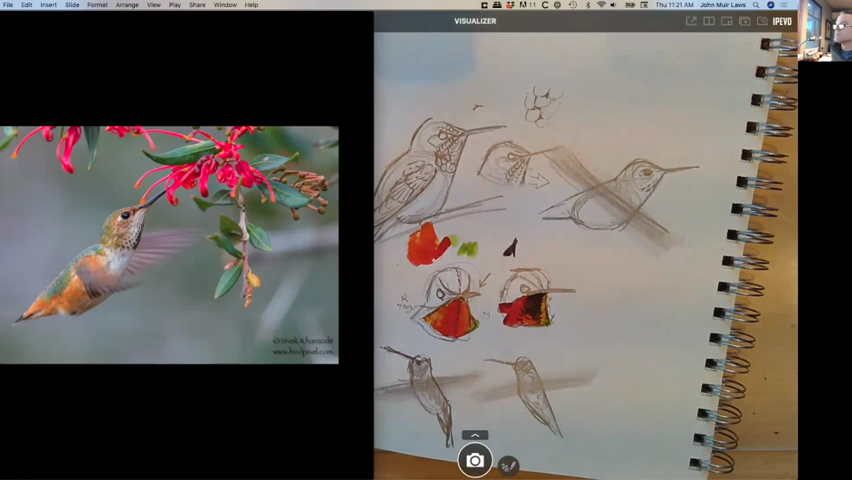 File Edit Insert Slide Format Arrange View Play Share Window Help
11
Thu 11:21 AM John Muir Laws
VISUALIZER
IPEVO
© Vivek Khanzode
www.birdpixel.com